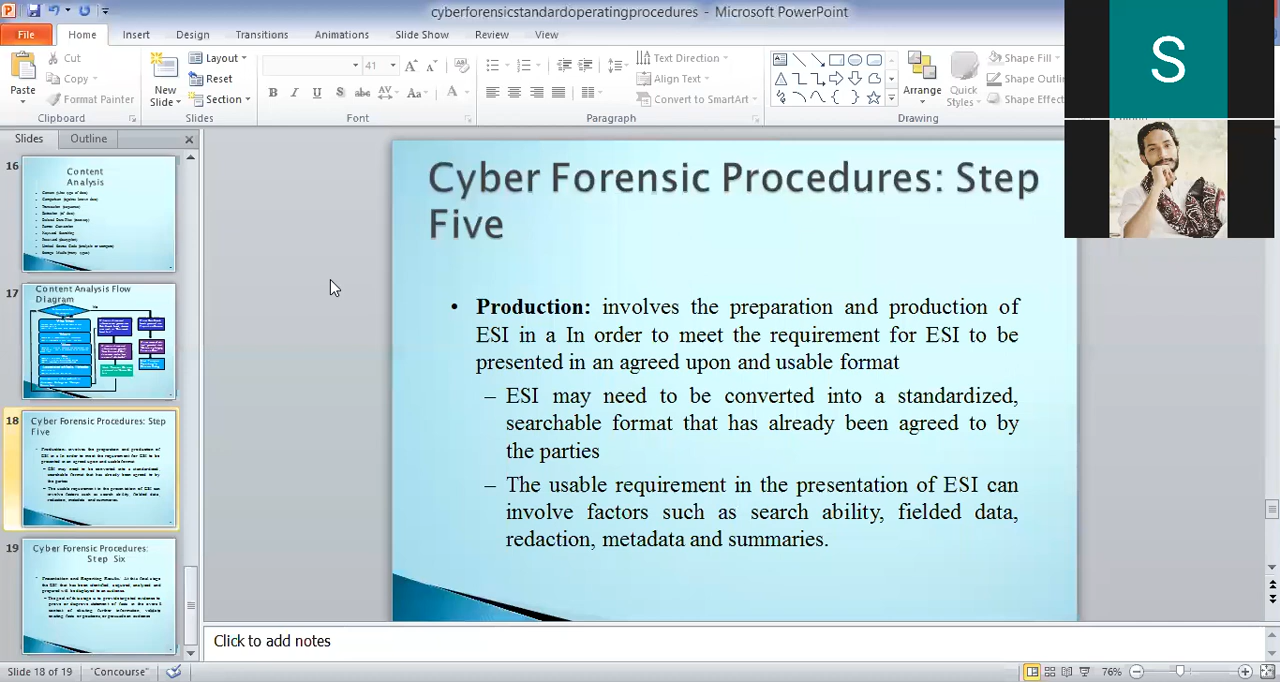 cyberforensicstandardoperatingprocedures - Microsoft PowerPoint
File Home Insert Design Transitions Animations Slide Show Review View
Paste
Cut
Copy
Format Painter
Clipboard
New
Slide
Layout
Reset
Section
Slides
41
B I U S abc AV Aa A
Font
Text Direction
Align Text
Convert to SmartArt
Paragraph
Arrange
Quick
Styles
Shape Fill
Shape Outli
Shape Effect
Drawing
S
Slides Outline
16
Content
Analysis
17
Content Analysis Flow
Diagram
18
Cyber Forensic Procedures: Step
Five
19
Cyber Forensic Procedures:
Step Six
Cyber Forensic Procedures: Step
Five
• Production: involves the preparation and production of
ESI in a In order to meet the requirement for ESI to be
presented in an agreed upon and usable format
– ESI may need to be converted into a standardized,
searchable format that has already been agreed to by
the parties
– The usable requirement in the presentation of ESI can
involve factors such as search ability, fielded data,
redaction, metadata and summaries.
Click to add notes
Slide 18 of 19 "Concourse" 76%